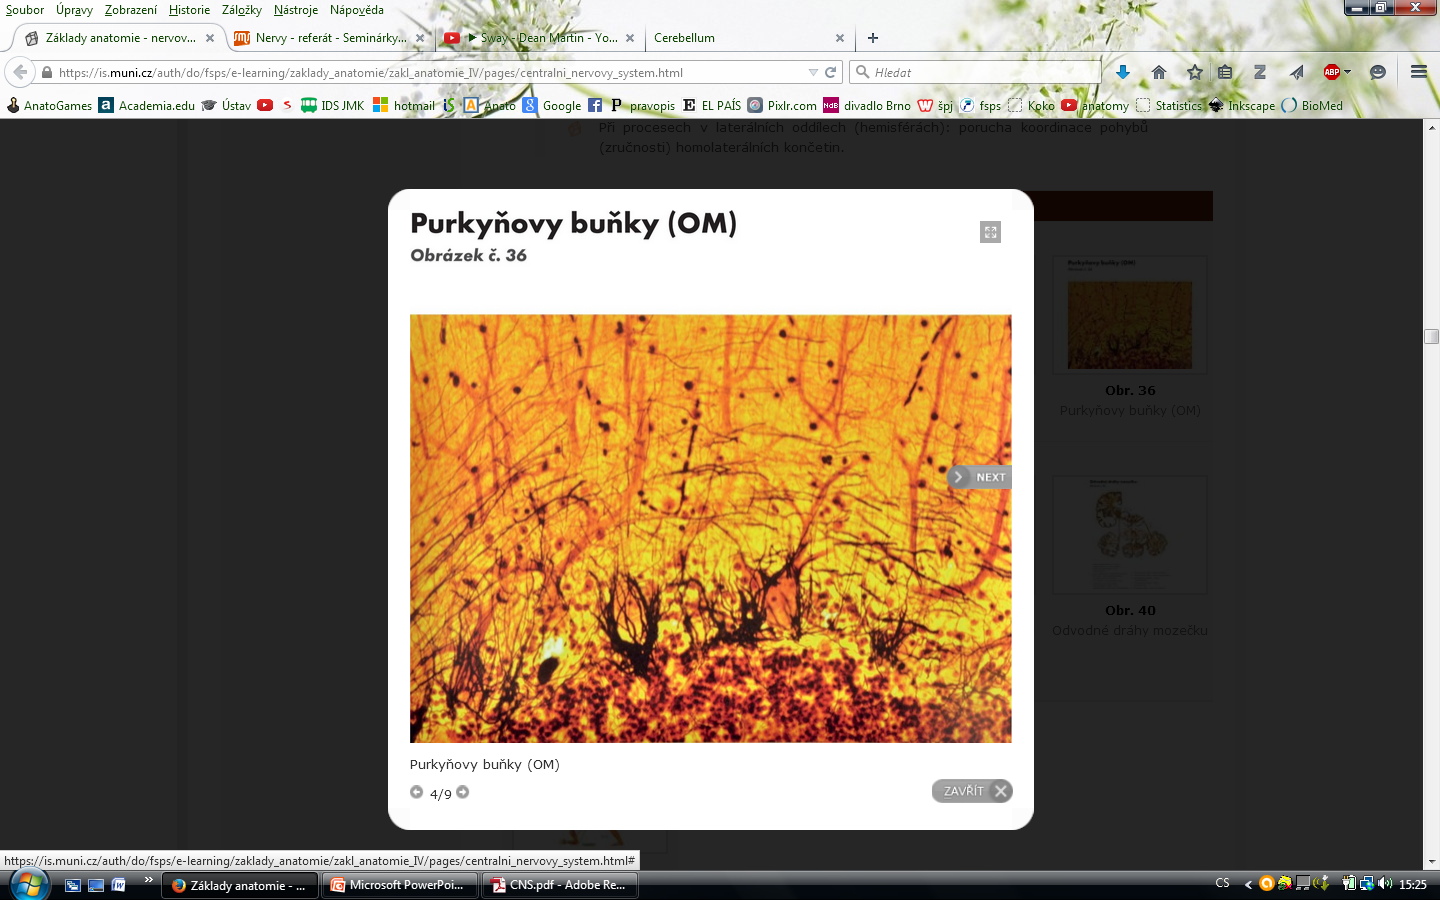 Soubor Úpravy Zobrazení Historie Záložky Nástroje Nápověda
Základy anatomie - nervov... Nervy - referát - Seminárky... Sway - Dean Martin - Yo... Cerebellum
https://is.muni.cz/auth/do/fsps/e-learning/zaklady_anatomie/zakl_anatomie_IV/pages/centralni_nervovy_system.html Hledat ABP
AnatoGames Academia.edu Ústav IDS JMK hotmail Anato Google pravopis EL PAÍS Pixlr.com divadlo Brno špj fsps Koko anatomy Statistics Inkscape BioMed
Při procesech v laterálních oddílech (hemisférách): porucha koordinace pohybů
(zručnosti) homolaterálních končetin.
Purkyňovy buňky (OM)
Obrázek č. 36
NEXT
Obr. 36
Purkyňovy buňky (OM)
Obr. 40
Odvodné dráhy mozečku
Purkyňovy buňky (OM)
4/9
ZAVŘÍT
https://is.muni.cz/auth/do/fsps/e-learning/zaklady_anatomie/zakl_anatomie_IV/pages/centralni_nervovy_system.html#
Základy anatomie - ... Microsoft PowerPoi... CNS.pdf - Adobe Re... CS 15:25